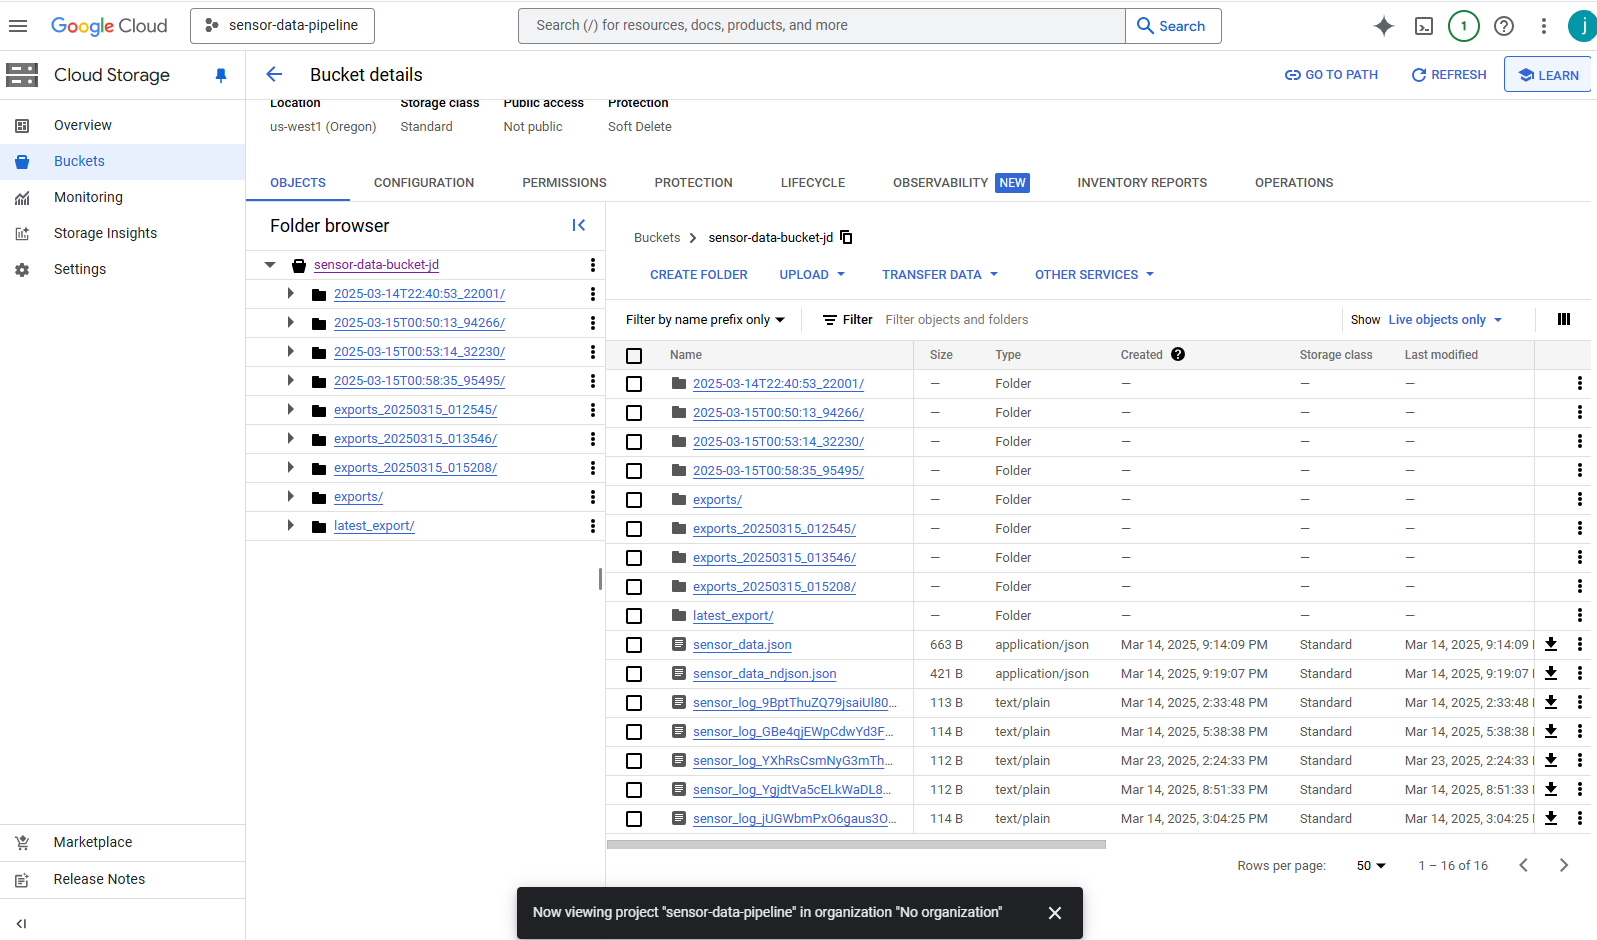 Google Cloud
sensor-data-pipeline
Search (/) for resources, docs, products, and more
Search
1
j
Cloud Storage
Bucket details
GO TO PATH
REFRESH
LEARN
Overview
Buckets
Monitoring
Storage Insights
Settings
Marketplace
Release Notes
Location Storage class Public access Protection
us-west1 (Oregon) Standard Not public Soft Delete
OBJECTS CONFIGURATION PERMISSIONS PROTECTION LIFECYCLE OBSERVABILITY NEW INVENTORY REPORTS OPERATIONS
Folder browser
sensor-data-bucket-jd
2025-03-14T22:40:53_22001/
2025-03-15T00:50:13_94266/
2025-03-15T00:53:14_32230/
2025-03-15T00:58:35_95495/
exports_20250315_012545/
exports_20250315_013546/
exports_20250315_015208/
exports/
latest_export/
Buckets > sensor-data-bucket-jd
CREATE FOLDER UPLOAD TRANSFER DATA OTHER SERVICES
Filter by name prefix only Filter Filter objects and folders Show Live objects only
Name Size Type Created ? Storage class Last modified
2025-03-14T22:40:53_22001/ — Folder — — —
2025-03-15T00:50:13_94266/ — Folder — — —
2025-03-15T00:53:14_32230/ — Folder — — —
2025-03-15T00:58:35_95495/ — Folder — — —
exports/ — Folder — — —
exports_20250315_012545/ — Folder — — —
exports_20250315_013546/ — Folder — — —
exports_20250315_015208/ — Folder — — —
latest_export/ — Folder — — —
sensor_data.json 663 B application/json Mar 14, 2025, 9:14:09 PM Standard Mar 14, 2025, 9:14:09
sensor_data_ndjson.json 421 B application/json Mar 14, 2025, 9:19:07 PM Standard Mar 14, 2025, 9:19:07
sensor_log_9BptThuZQ79jsaiUl80... 113 B text/plain Mar 14, 2025, 2:33:48 PM Standard Mar 14, 2025, 2:33:48
sensor_log_GBe4qjEWpCdwYd3F... 114 B text/plain Mar 14, 2025, 5:38:38 PM Standard Mar 14, 2025, 5:38:38
sensor_log_YXhRsCsmNyG3mTh... 112 B text/plain Mar 23, 2025, 2:24:33 PM Standard Mar 23, 2025, 2:24:33
sensor_log_YgjdtVa5cELkWaDL8... 112 B text/plain Mar 14, 2025, 8:51:33 PM Standard Mar 14, 2025, 8:51:33
sensor_log_jUGWbmPxO6gaus3O... 114 B text/plain Mar 14, 2025, 3:04:25 PM Standard Mar 14, 2025, 3:04:25
Rows per page: 50 1 – 16 of 16
Now viewing project "sensor-data-pipeline" in organization "No organization"